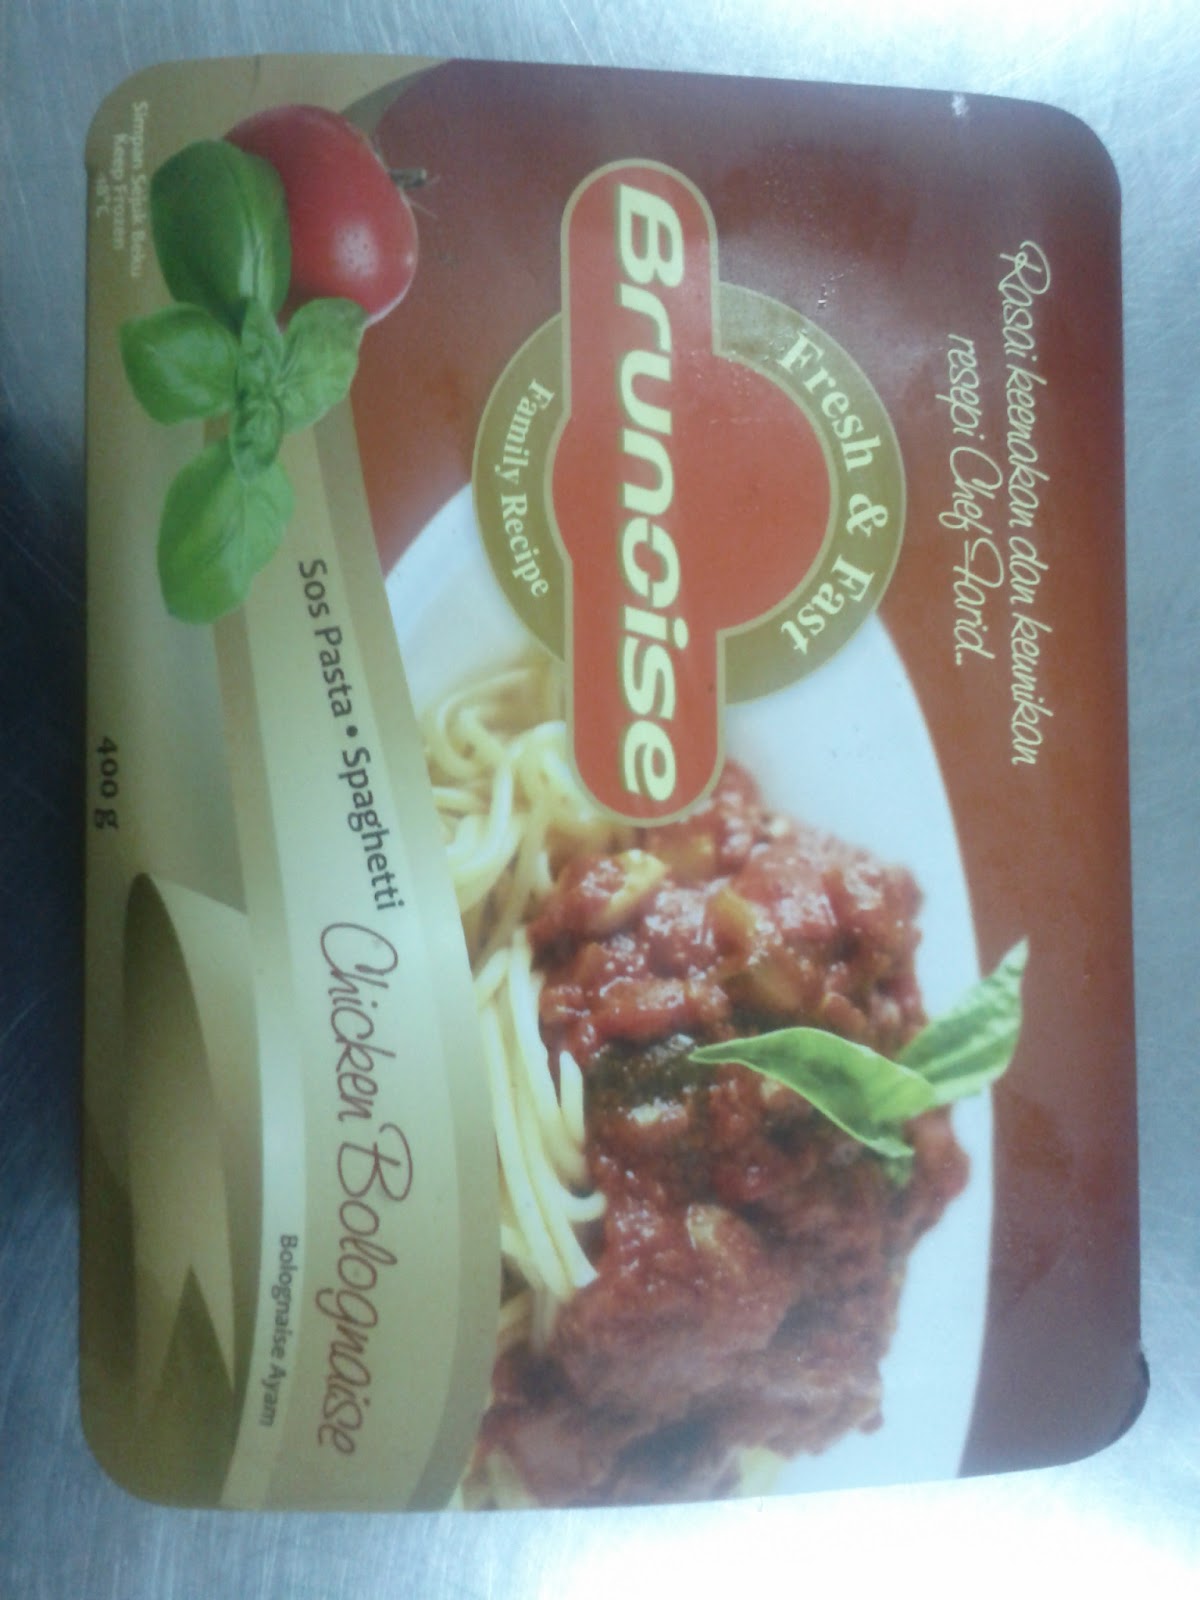 Rasai keenakan dan keunikan
resepi Chef Farid..
Fresh & Fast
Brunoise
Family Recipe
Sos Pasta • Spaghetti
Chicken Bolognaise
Bolognaise Ayam
Simpan Sejuk Beku
Keep Frozen
-18°C
400 g